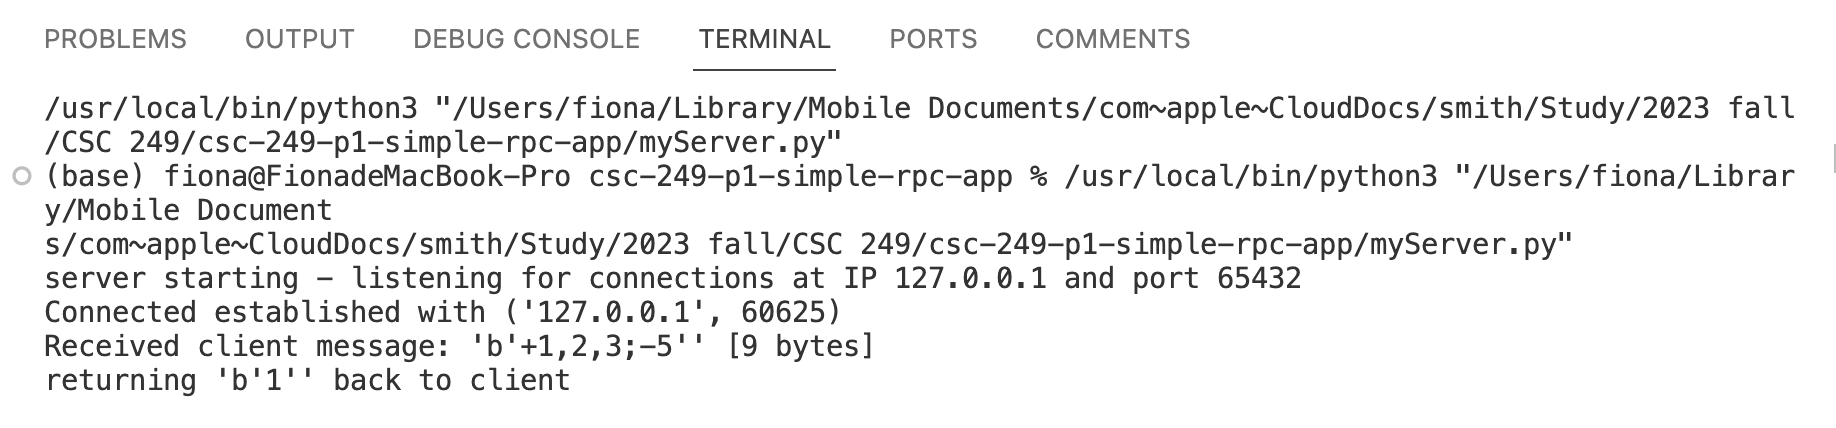 PROBLEMS OUTPUT DEBUG CONSOLE TERMINAL PORTS COMMENTS
/usr/local/bin/python3 "/Users/fiona/Library/Mobile Documents/com~apple~CloudDocs/smith/Study/2023 fall
/CSC 249/csc-249-p1-simple-rpc-app/myServer.py"
(base) fiona@FionadeMacBook-Pro csc-249-p1-simple-rpc-app % /usr/local/bin/python3 "/Users/fiona/Librar
y/Mobile Document
s/com~apple~CloudDocs/smith/Study/2023 fall/CSC 249/csc-249-p1-simple-rpc-app/myServer.py"
server starting - listening for connections at IP 127.0.0.1 and port 65432
Connected established with ('127.0.0.1', 60625)
Received client message: 'b'+1,2,3;-5'' [9 bytes]
returning 'b'1'' back to client